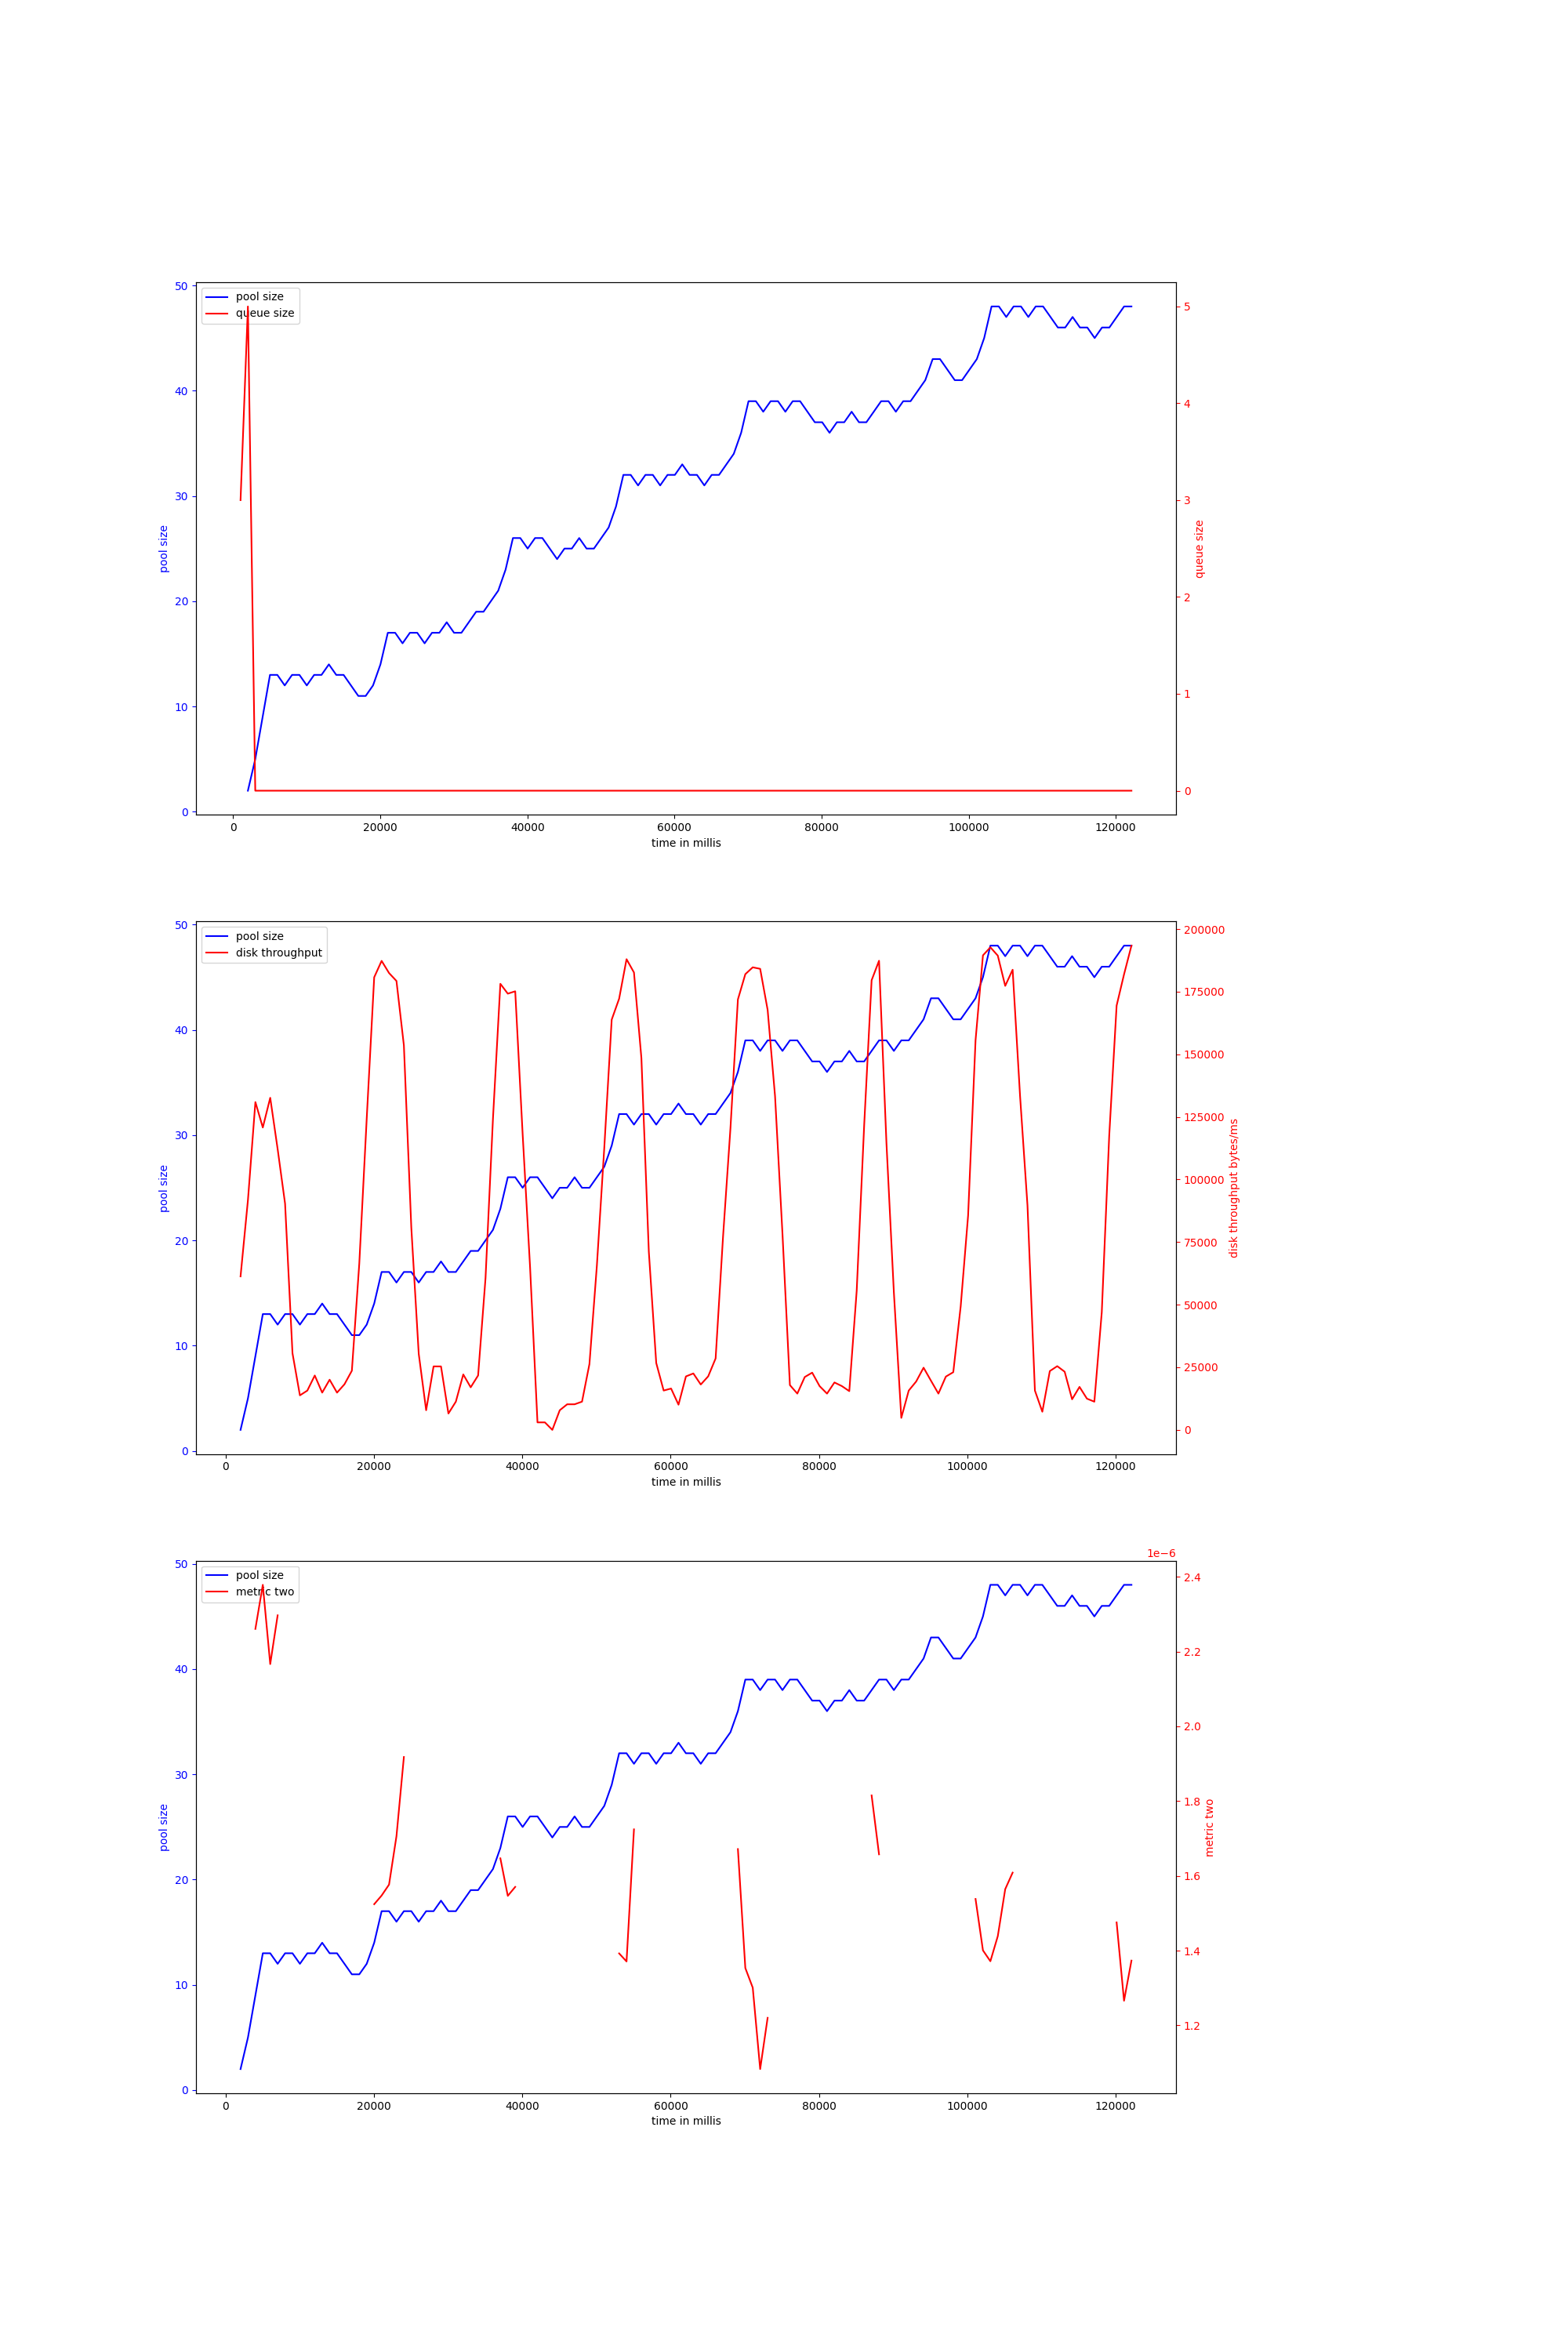 50
40
30
20
10
0
pool size
pool size
queue size
5
4
3
2
1
0
queue size
0 20000 40000 60000 80000 100000 120000
time in millis
50
40
30
20
10
0
pool size
pool size
disk throughput
200000
175000
150000
125000
100000
75000
50000
25000
0
disk throughput bytes/ms
0 20000 40000 60000 80000 100000 120000
time in millis
1e−6
50
40
30
20
10
0
pool size
pool size
metric two
2.4
2.2
2.0
1.8
1.6
1.4
1.2
metric two
0 20000 40000 60000 80000 100000 120000
time in millis